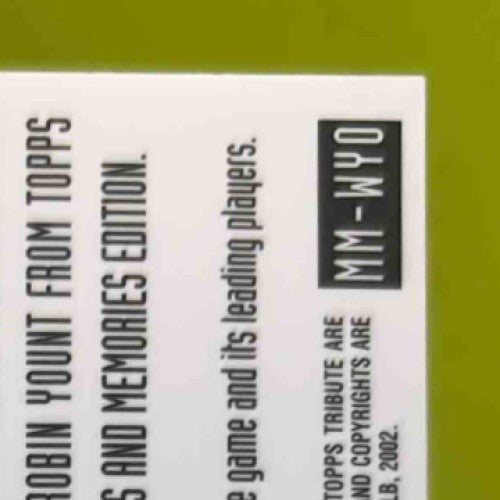 ROBIN YOUNT FROM TOPPS
S AND MEMORIES EDITION.
e game and its leading players.
MM-WYO
TOPPS TRIBUTE ARE
ND COPYRIGHTS ARE
LB, 2002.